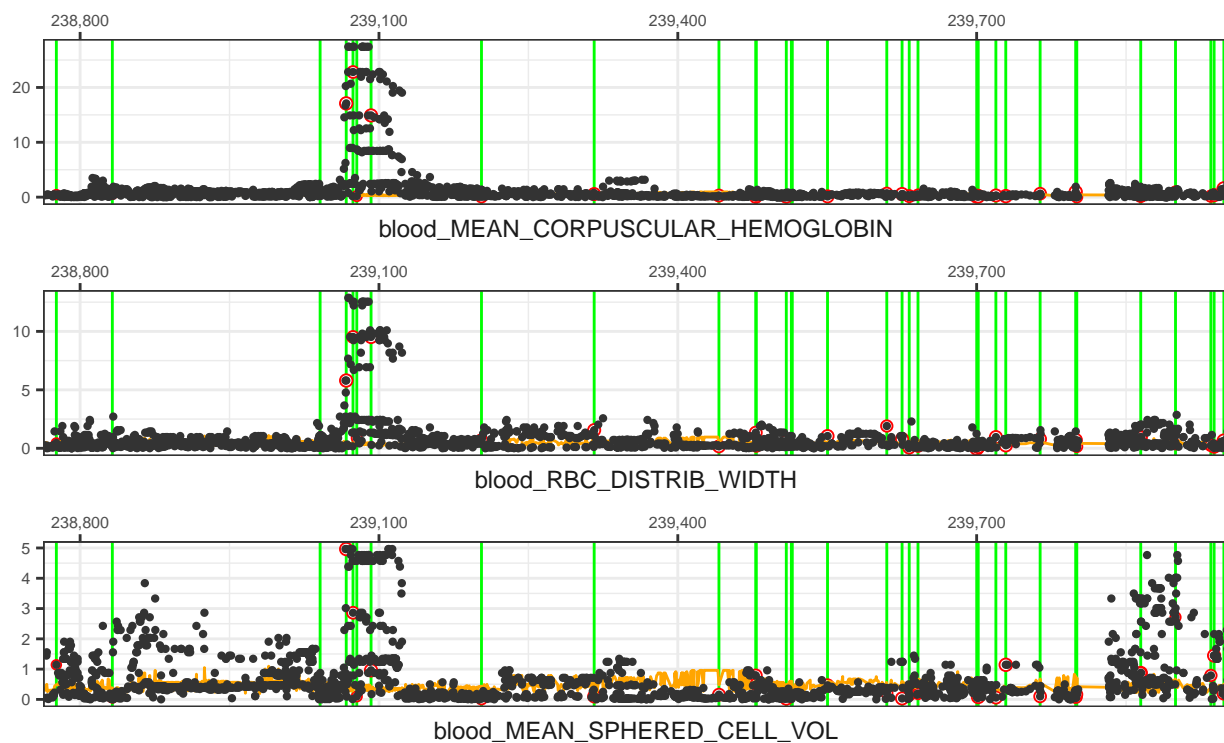 238,800 239,100 239,400 239,700
20
10
0
blood_MEAN_CORPUSCULAR_HEMOGLOBIN
238,800 239,100 239,400 239,700
10
5
0
blood_RBC_DISTRIB_WIDTH
238,800 239,100 239,400 239,700
5
4
3
2
1
0
blood_MEAN_SPHERED_CELL_VOL